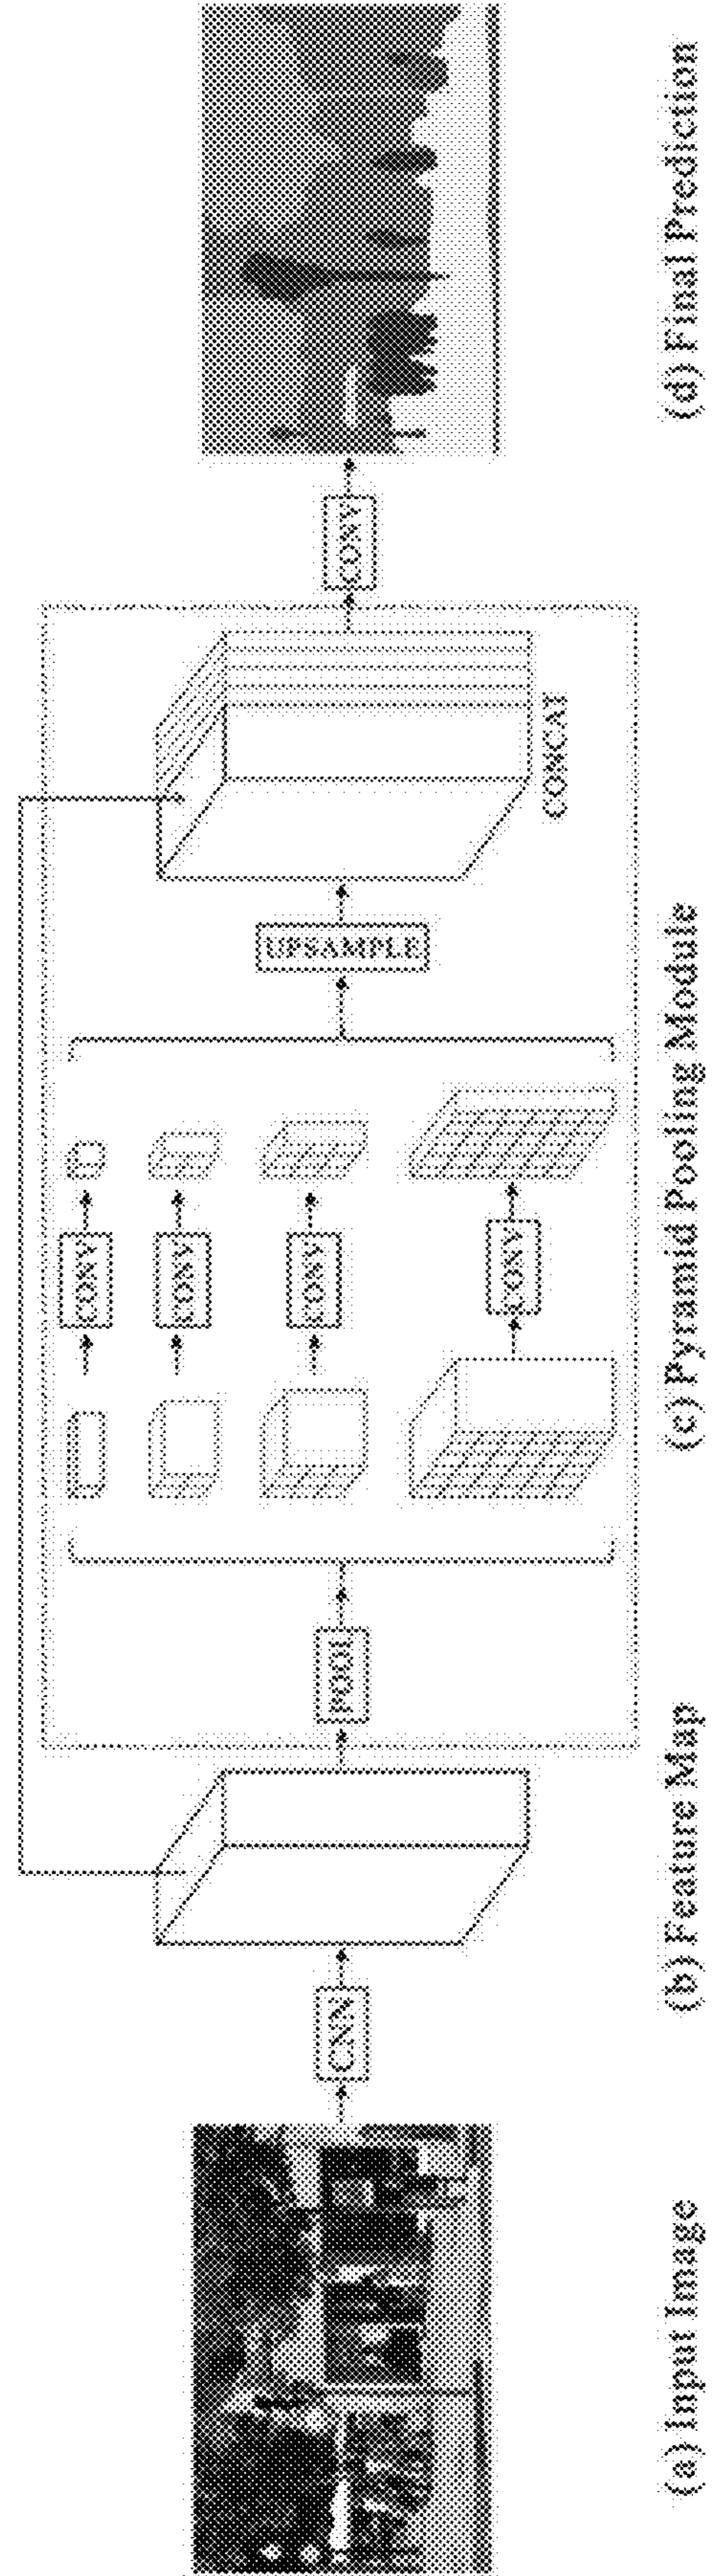 CNN
POOL
CONV
CONV
CONV
CONV
UPSAMPLE
CONCAT
CONV
(a) Input Image
(b) Feature Map
(c) Pyramid Pooling Module
(d) Final Prediction